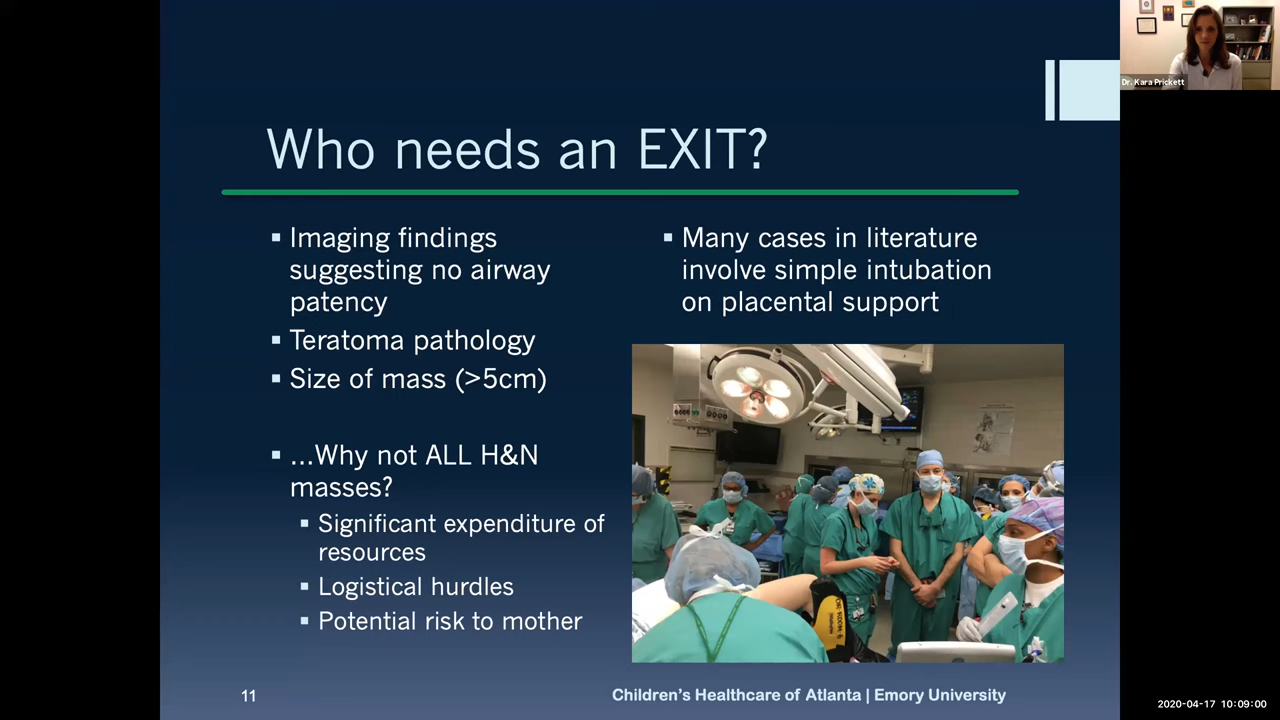 Who needs an EXIT?
Imaging findings
suggesting no airway
patency
Teratoma pathology
Size of mass (>5cm)
...Why not ALL H&N
masses?
Significant expenditure of
resources
Logistical hurdles
Potential risk to mother
Many cases in literature
involve simple intubation
on placental support
11
Children's Healthcare of Atlanta | Emory University
Dr. Kara Prickett
2020-04-17 10:09:00